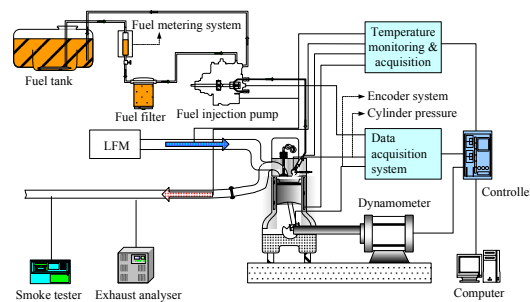 Fuel metering system
Temperature
monitoring &
acquisition
Fuel tank
Fuel filter
Fuel injection pump
Encoder system
Cylinder pressure
LFM
Data
acquisition
system
Controller
Dynamometer
Smoke tester
Exhaust analyser
Computer